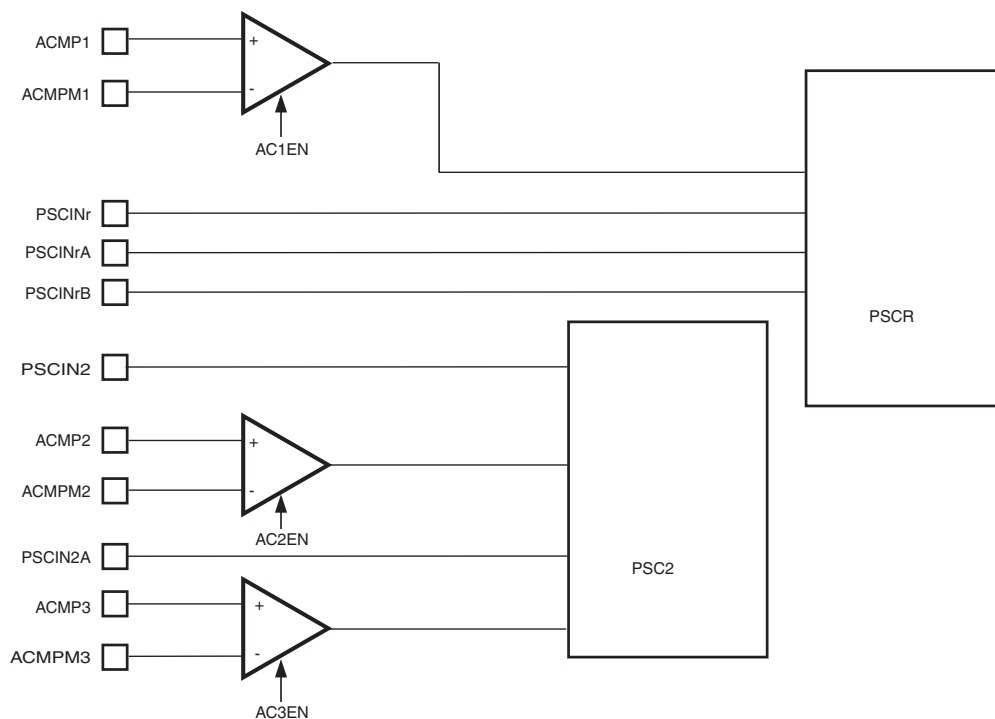 ACMP1
+
ACMPM1
-
AC1EN
PSCINr
PSCINrA
PSCINrB
PSCR
PSCIN2
ACMP2
+
ACMPM2
-
AC2EN
PSCIN2A
PSC2
ACMP3
+
ACMPM3
-
AC3EN